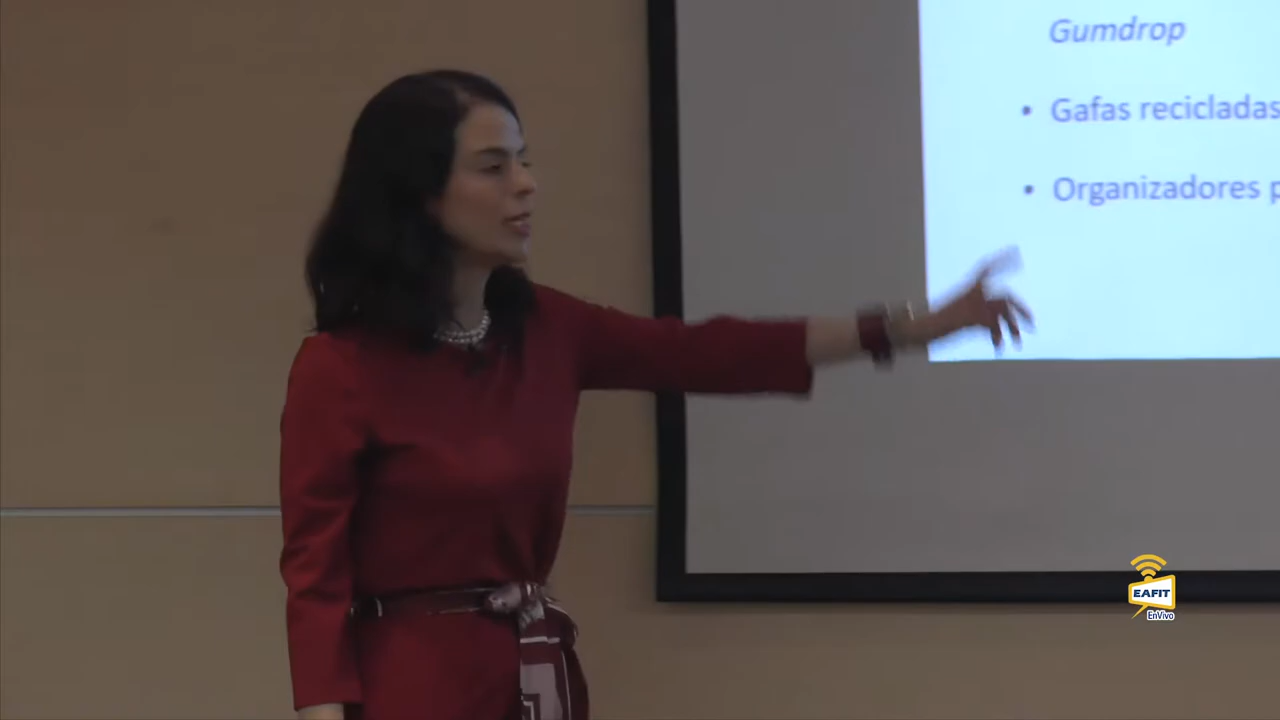 Gumdrop
• Gafas recicladas
• Organizadores p
EAFIT
EnVivo